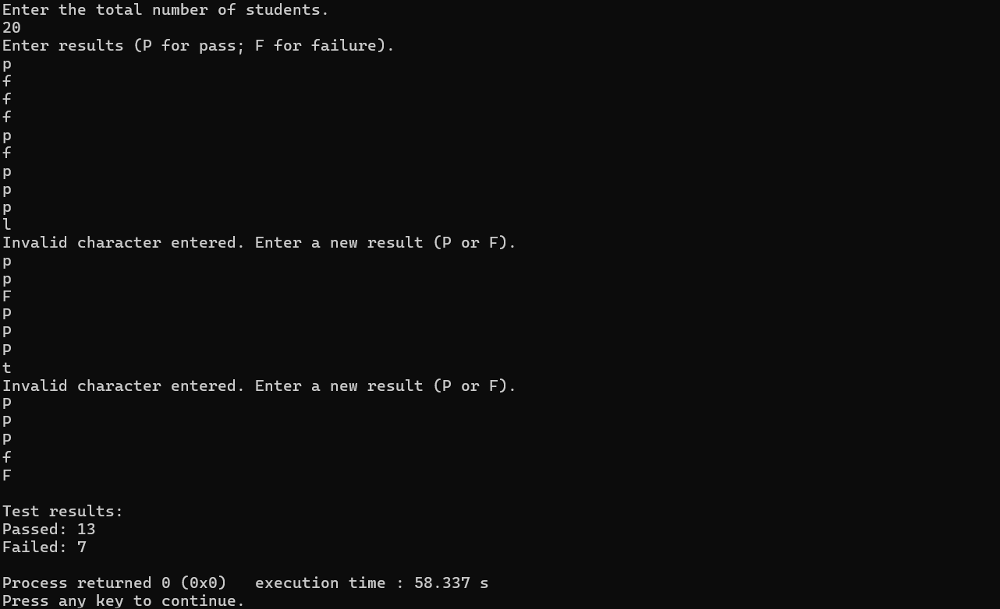 Enter the total number of students.
20
Enter results (P for pass; F for failure).
p
f
f
f
p
f
p
p
p
l
Invalid character entered. Enter a new result (P or F).
p
p
F
P
P
P
t
Invalid character entered. Enter a new result (P or F).
P
P
P
f
F
Test results:
Passed: 13
Failed: 7
Process returned 0 (0x0)   execution time : 58.337 s
Press any key to continue.